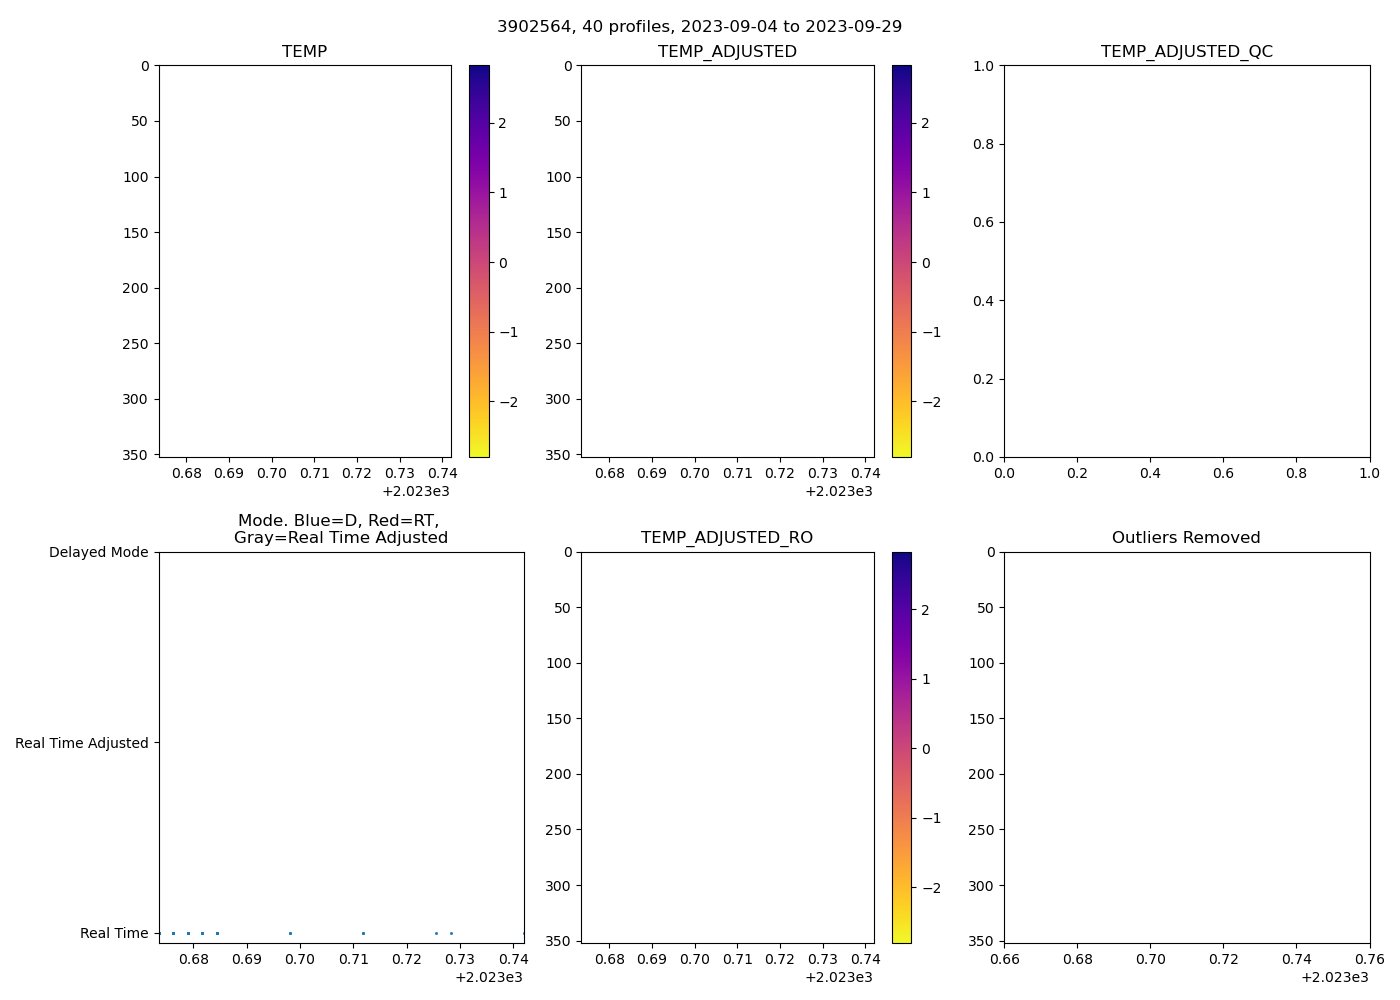 3902564, 40 profiles, 2023-09-04 to 2023-09-29
TEMP
TEMP_ADJUSTED
TEMP_ADJUSTED_QC
0
50
100
150
200
250
300
350
0.68 0.69 0.70 0.71 0.72 0.73 0.74
+2.023e3
2
1
0
−1
−2
0
50
100
150
200
250
300
350
0.68 0.69 0.70 0.71 0.72 0.73 0.74
+2.023e3
2
1
0
−1
−2
1.0
0.8
0.6
0.4
0.2
0.0
0.0 0.2 0.4 0.6 0.8 1.0
Mode. Blue=D, Red=RT,
Gray=Real Time Adjusted
Delayed Mode
Real Time Adjusted
Real Time
0.68 0.69 0.70 0.71 0.72 0.73 0.74
+2.023e3
TEMP_ADJUSTED_RO
0
50
100
150
200
250
300
350
0.68 0.69 0.70 0.71 0.72 0.73 0.74
+2.023e3
2
1
0
−1
−2
Outliers Removed
0
50
100
150
200
250
300
350
0.66 0.68 0.70 0.72 0.74 0.76
+2.023e3